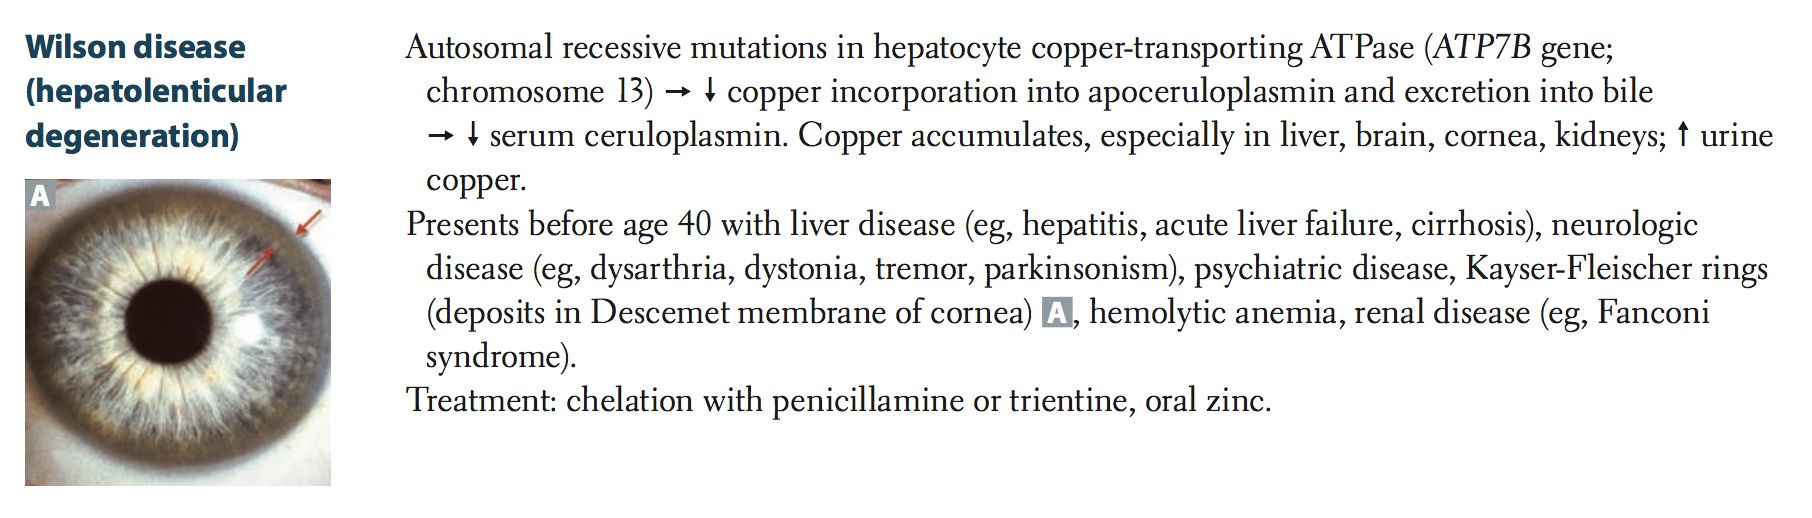 Wilson disease
(hepatolenticular
degeneration)
A
Autosomal recessive mutations in hepatocyte copper-transporting ATPase (ATP7B gene;
chromosome 13) → ↓ copper incorporation into apoceruloplasmin and excretion into bile
→ ↓ serum ceruloplasmin. Copper accumulates, especially in liver, brain, cornea, kidneys; ↑ urine
copper.
Presents before age 40 with liver disease (eg, hepatitis, acute liver failure, cirrhosis), neurologic
disease (eg, dysarthria, dystonia, tremor, parkinsonism), psychiatric disease, Kayser-Fleischer rings
(deposits in Descemet membrane of cornea) A, hemolytic anemia, renal disease (eg, Fanconi
syndrome).
Treatment: chelation with penicillamine or trientine, oral zinc.